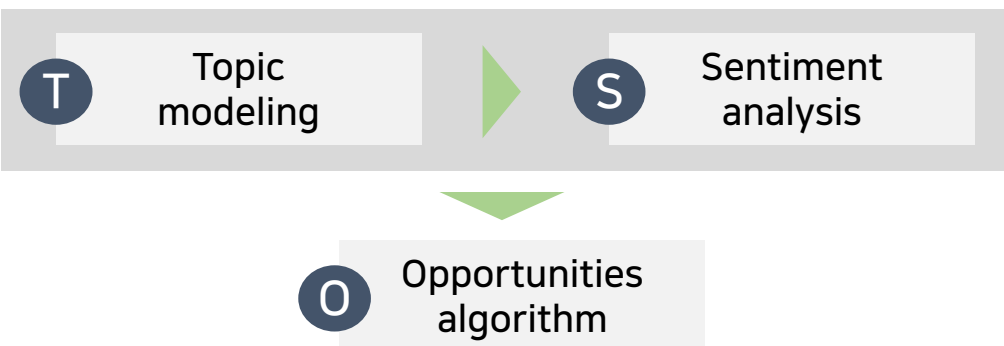 T
Topic
modeling
S
Sentiment
analysis
O
Opportunities
algorithm